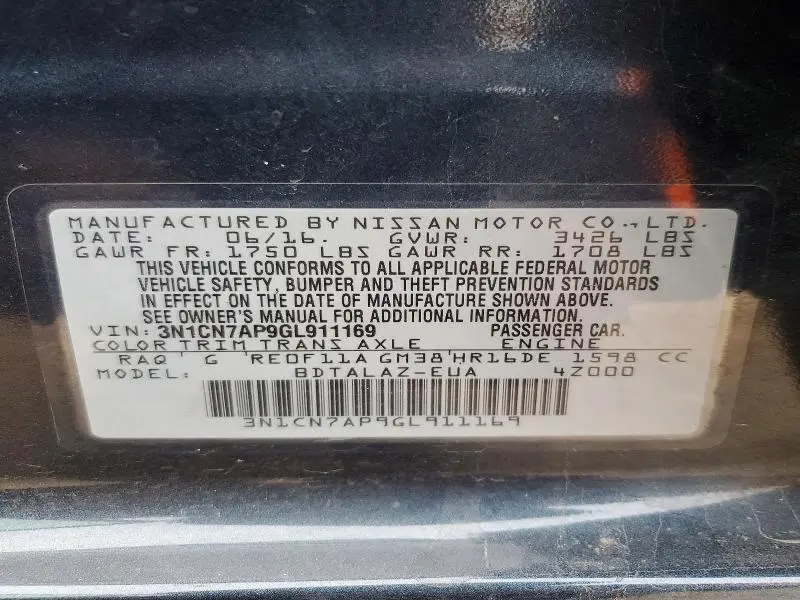 MANUFACTURED BY NISSAN MOTOR CO., LTD.
DATE: 06/16. GVWR: 3426 LBS
GAWR FR: 1750 LBS GAWR RR: 1708 LBS
THIS VEHICLE CONFORMS TO ALL APPLICABLE FEDERAL MOTOR
VEHICLE SAFETY, BUMPER AND THEFT PREVENTION STANDARDS
IN EFFECT ON THE DATE OF MANUFACTURE SHOWN ABOVE.
SEE OWNER'S MANUAL FOR ADDITIONAL INFORMATION.
VIN: 3N1CN7AP9GL911169 PASSENGER CAR.
COLOR TRIM TRANS AXLE ENGINE
RAQ ' G 'REOF11A GM38'HR16DE 1598 CC
MODEL: BDTALAZ-EUA 4Z000
3N1CN7AP9GL911169